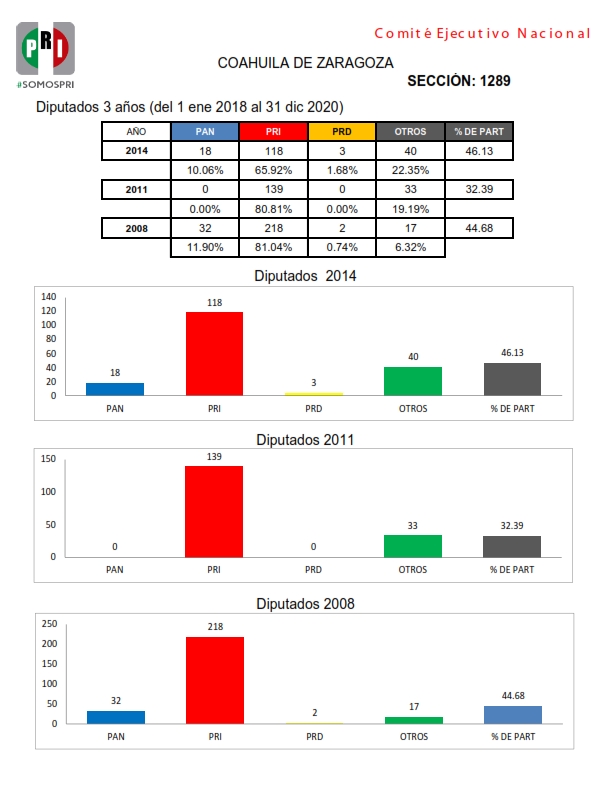 PRI
#SOMOSPRI
Comité Ejecutivo Nacional
COAHUILA DE ZARAGOZA
SECCIÓN: 1289
Diputados 3 años (del 1 ene 2018 al 31 dic 2020)
AÑO PAN PRI PRD OTROS % DE PART
2014 18 118 3 40 46.13
10.06% 65.92% 1.68% 22.35%
2011 0 139 0 33 32.39
0.00% 80.81% 0.00% 19.19%
2008 32 218 2 17 44.68
11.90% 81.04% 0.74% 6.32%
Diputados 2014
140
120
100
80
60
40
20
0
18 118 3 40 46.13
PAN PRI PRD OTROS % DE PART
Diputados 2011
150
100
50
0
0 139 0 33 32.39
PAN PRI PRD OTROS % DE PART
Diputados 2008
250
200
150
100
50
0
32 218 2 17 44.68
PAN PRI PRD OTROS % DE PART